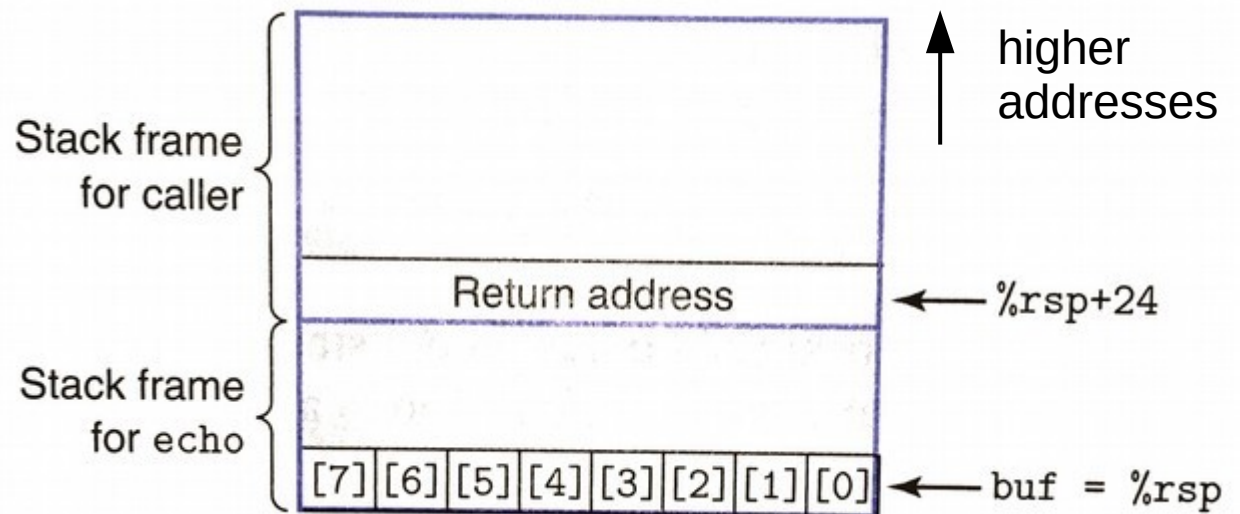 higher
addresses
Stack frame
for caller
Return address
%rsp+24
Stack frame
for echo
[7] [6] [5] [4] [3] [2] [1] [0]
buf = %rsp